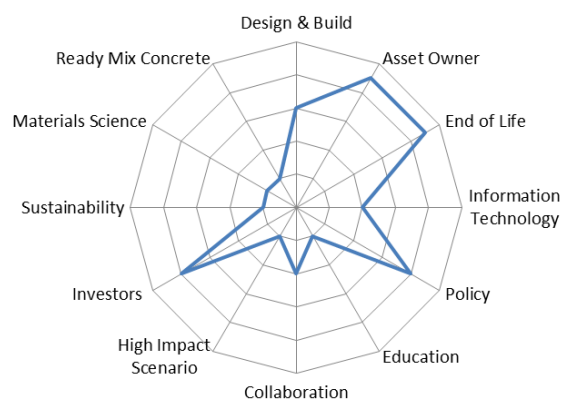 Design & Build
Asset Owner
End of Life
Information
Technology
Policy
Education
Collaboration
High Impact
Scenario
Investors
Sustainability
Materials Science
Ready Mix Concrete